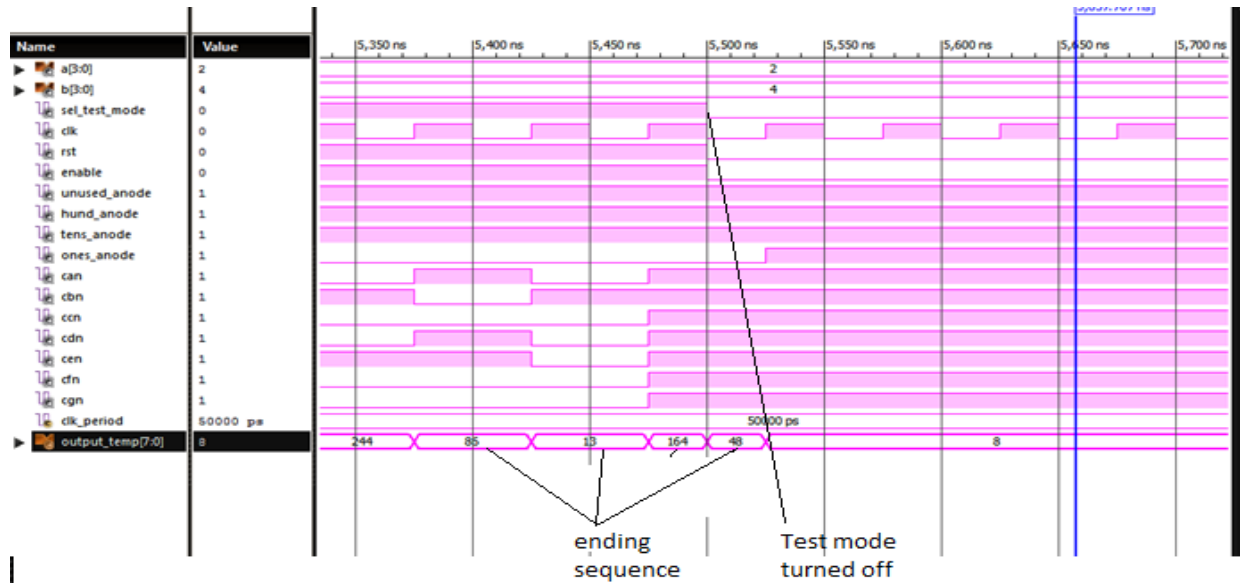 Name Value 5,350 ns 5,400 ns 5,450 ns 5,500 ns 5,550 ns 5,600 ns 5,650 ns 5,700 ns
a[3:0] 2 2
b[3:0] 4 4
sel_test_mode 0
clk 0
rst 0
enable 0
unused_anode 1
hund_anode 1
tens_anode 1
ones_anode 1
can 1
cbn 1
ccn 1
cdn 1
cen 1
cfn 1
cgn 1
clk_period 50000 ps 50000 ps
output_temp[7:0] 8 244 85 13 164 48 8
ending Test mode
sequence turned off